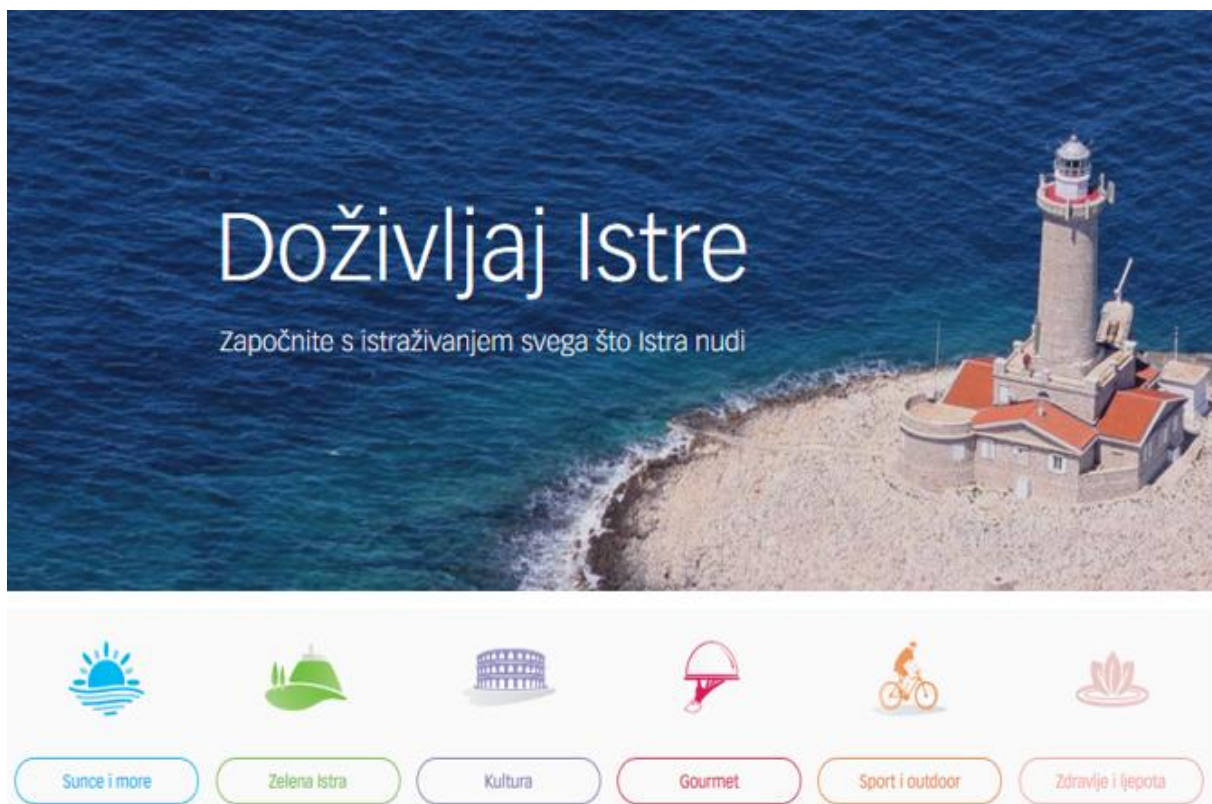 Doživljaj Istre
Započnite s istraživanjem svega što Istra nudi
Sunce i more
Zelena Istra
Kultura
Gourmet
Sport i outdoor
Zdravlje i ljepota